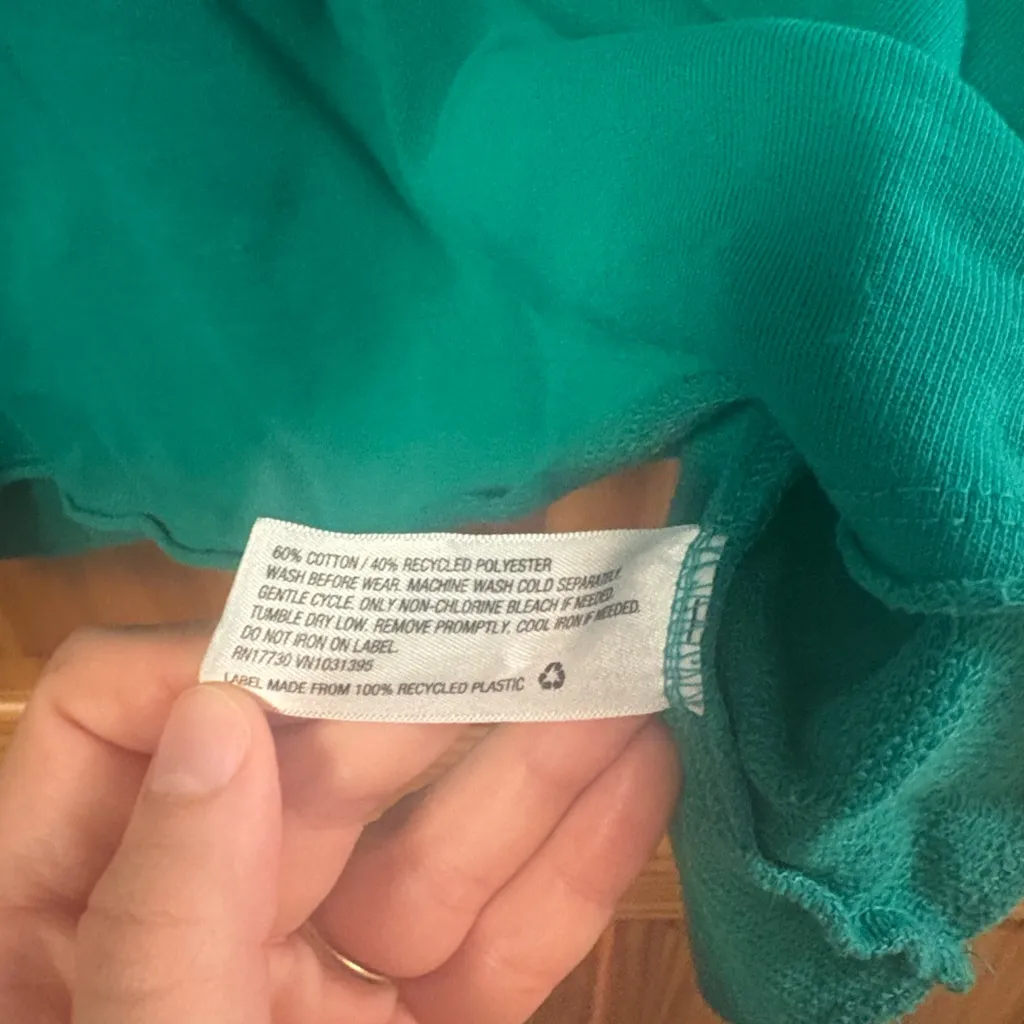 60% COTTON / 40% RECYCLED POLYESTER
WASH BEFORE WEAR. MACHINE WASH COLD SEPARATELY.
GENTLE CYCLE. ONLY NON-CHLORINE BLEACH IF NEEDED.
TUMBLE DRY LOW. REMOVE PROMPTLY. COOL IRON IF NEEDED.
DO NOT IRON ON LABEL.
RN17730 VN1031395
LABEL MADE FROM 100% RECYCLED PLASTIC